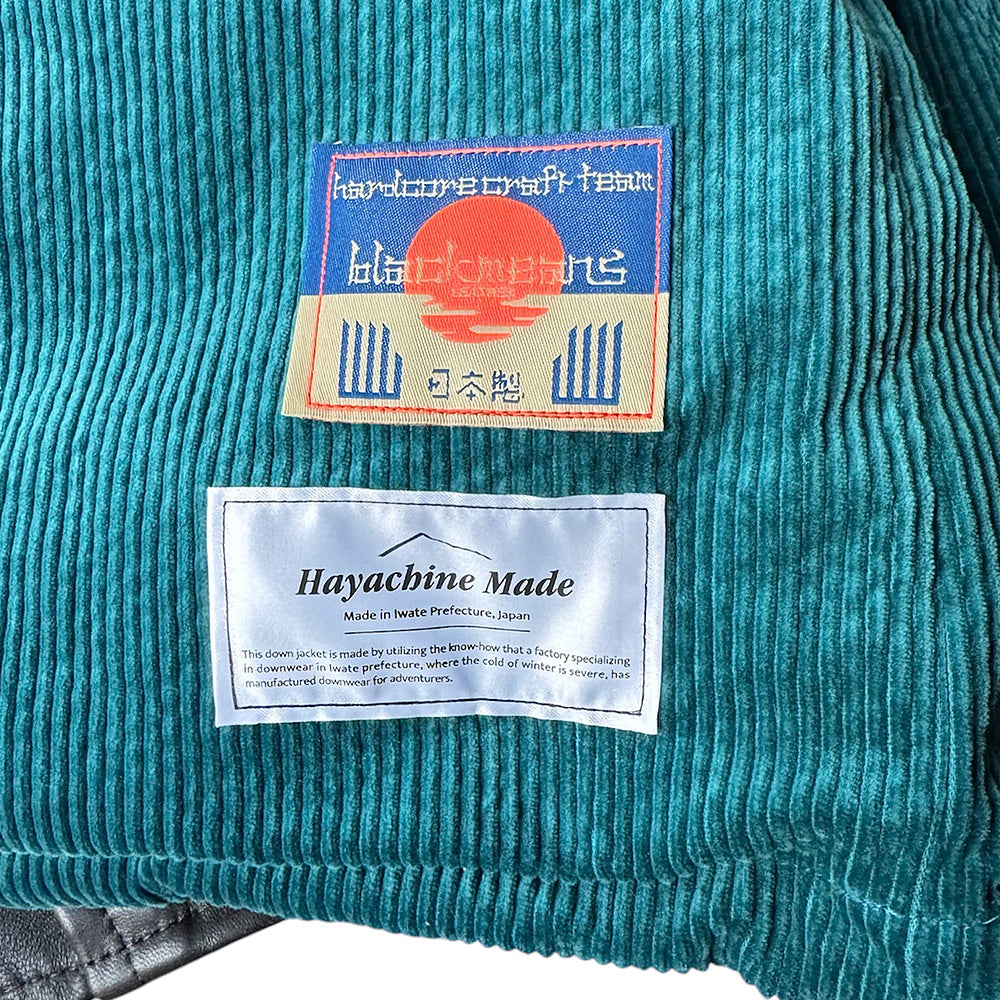 hardcore craft team
blackmeans
日本製
Hayachine Made
Made in Iwate Prefecture, Japan
This down jacket is made by utilizing the know-how that a factory specializing
in downwear in Iwate prefecture, where the cold of winter is severe, has
manufactured downwear for adventurers.